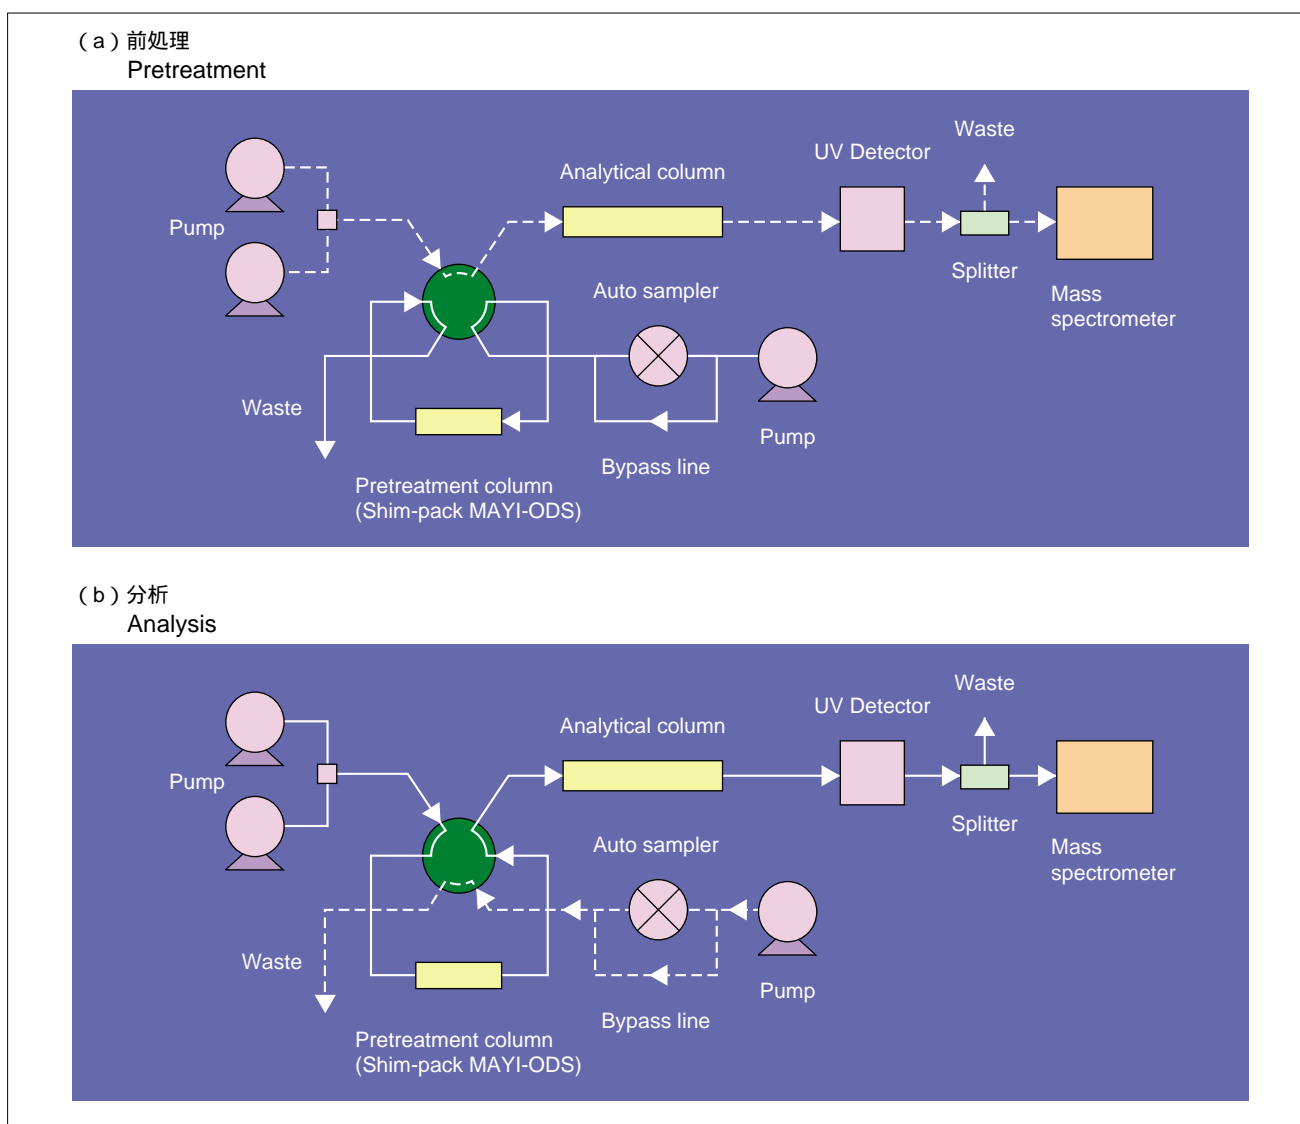 (a) 前処理
Pretreatment
Waste
UV Detector
Analytical column
Pump
Splitter
Auto sampler
Mass
spectrometer
Waste
Pump
Bypass line
Pretreatment column
(Shim-pack MAYI-ODS)
(b) 分析
Analysis
Waste
UV Detector
Analytical column
Pump
Splitter
Auto sampler
Mass
spectrometer
Waste
Pump
Bypass line
Pretreatment column
(Shim-pack MAYI-ODS)